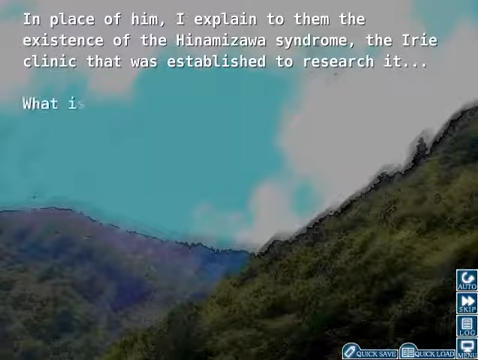 In place of him, I explain to them the
existence of the Hinamizawa syndrome, the Irie
clinic that was established to research it...
What is
AUTO
SKIP
LOG
MENU
QUICK SAVE
QUICK LOAD